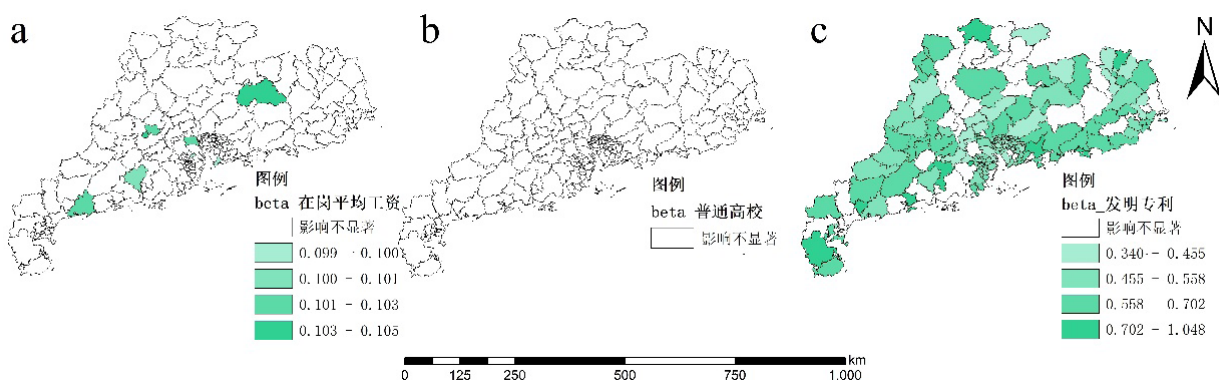 a
图例
beta 在岗平均工资
影响不显著
0.099 - 0.100
0.100 - 0.101
0.101 - 0.103
0.103 - 0.105
b
图例
beta 普通高校
影响不显著
c
图例
beta_发明专利
影响不显著
0.340 - 0.455
0.455 - 0.558
0.558 0.702
0.702 - 1.048
N
km
0 125 250 500 750 1.000